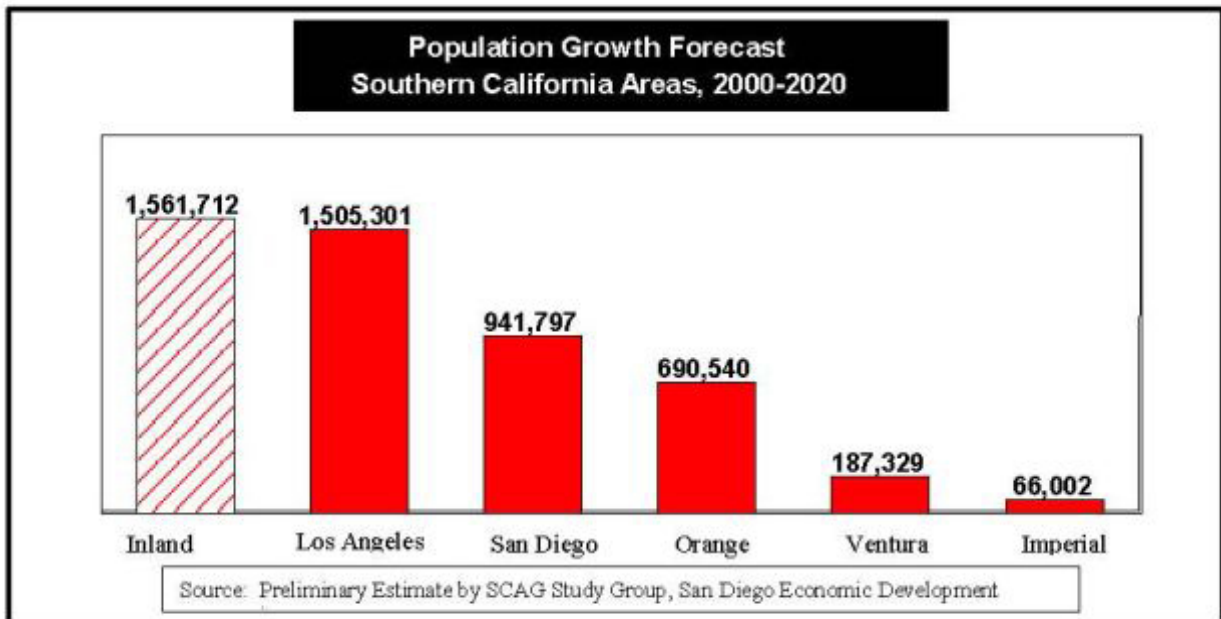 Population Growth Forecast
Southern California Areas, 2000-2020
1,561,712
1,505,301
941,797
690,540
187,329
66,002
Inland
Los Angeles
San Diego
Orange
Ventura
Imperial
Source: Preliminary Estimate by SCAG Study Group, San Diego Economic Development